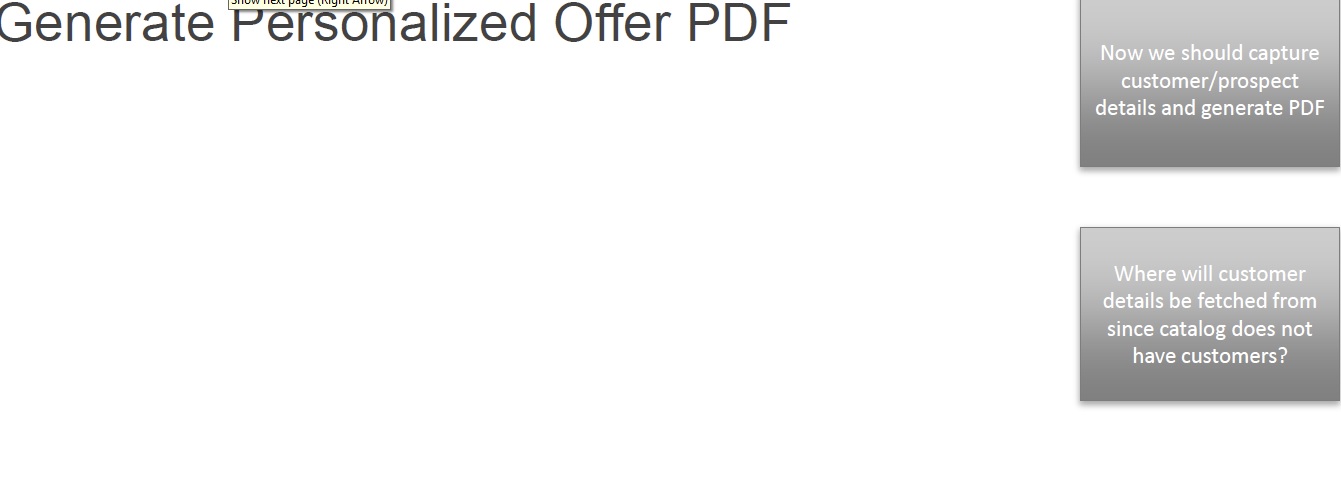 Show next page (Right Arrow)
Generate Personalized Offer PDF
Now we should capture
customer/prospect
details and generate PDF
Where will customer
details be fetched from
since catalog does not
have customers?